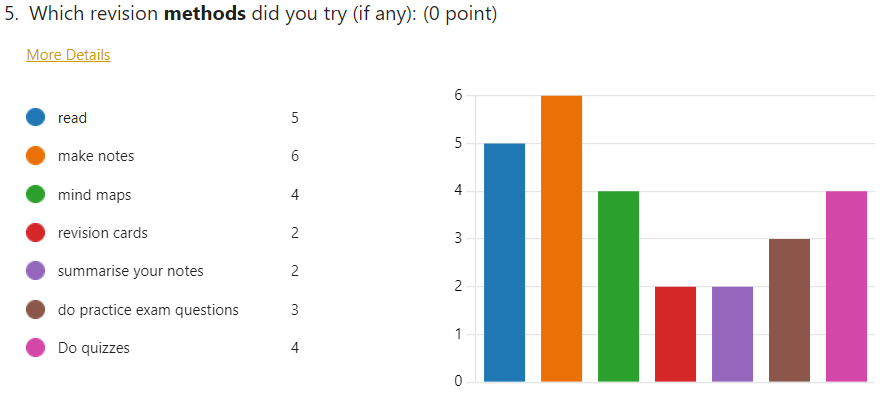 5. Which revision methods did you try (if any): (0 point)
More Details
read 5
make notes 6
mind maps 4
revision cards 2
summarise your notes 2
do practice exam questions 3
Do quizzes 4
6
5
4
3
2
1
0